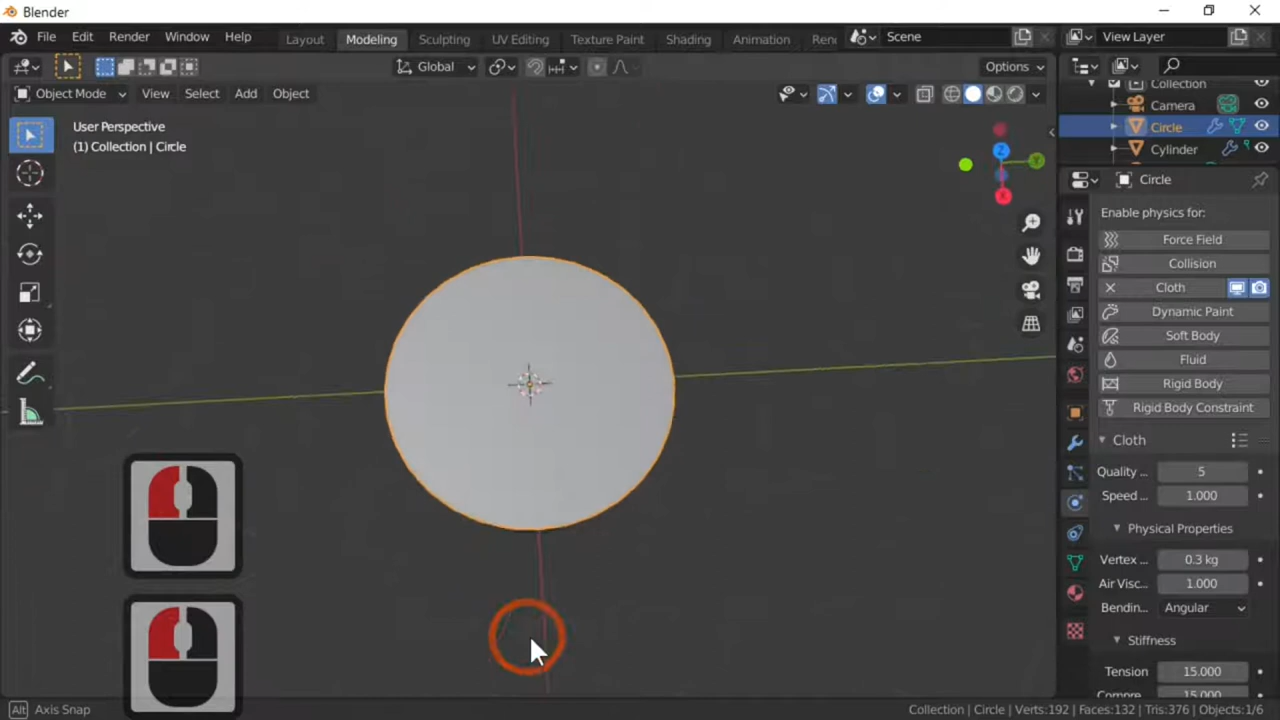 Blender
File Edit Render Window Help Layout Modeling Sculpting UV Editing Texture Paint Shading Animation Ren Scene View Layer
Global Options
Object Mode View Select Add Object
User Perspective
(1) Collection | Circle
Z
Y
X
Collection
Camera
Circle
Cylinder
Circle
Enable physics for:
Force Field
Collision
Cloth
Dynamic Paint
Soft Body
Fluid
Rigid Body
Rigid Body Constraint
Cloth
Quality ... 5
Speed ... 1.000
Physical Properties
Vertex ... 0.3 kg
Air Visc... 1.000
Bendin... Angular
Stiffness
Tension 15.000
Compre... 15.000
Alt Axis Snap
Collection | Circle | Verts:192 | Faces:132 | Tris:376 | Objects:1/6